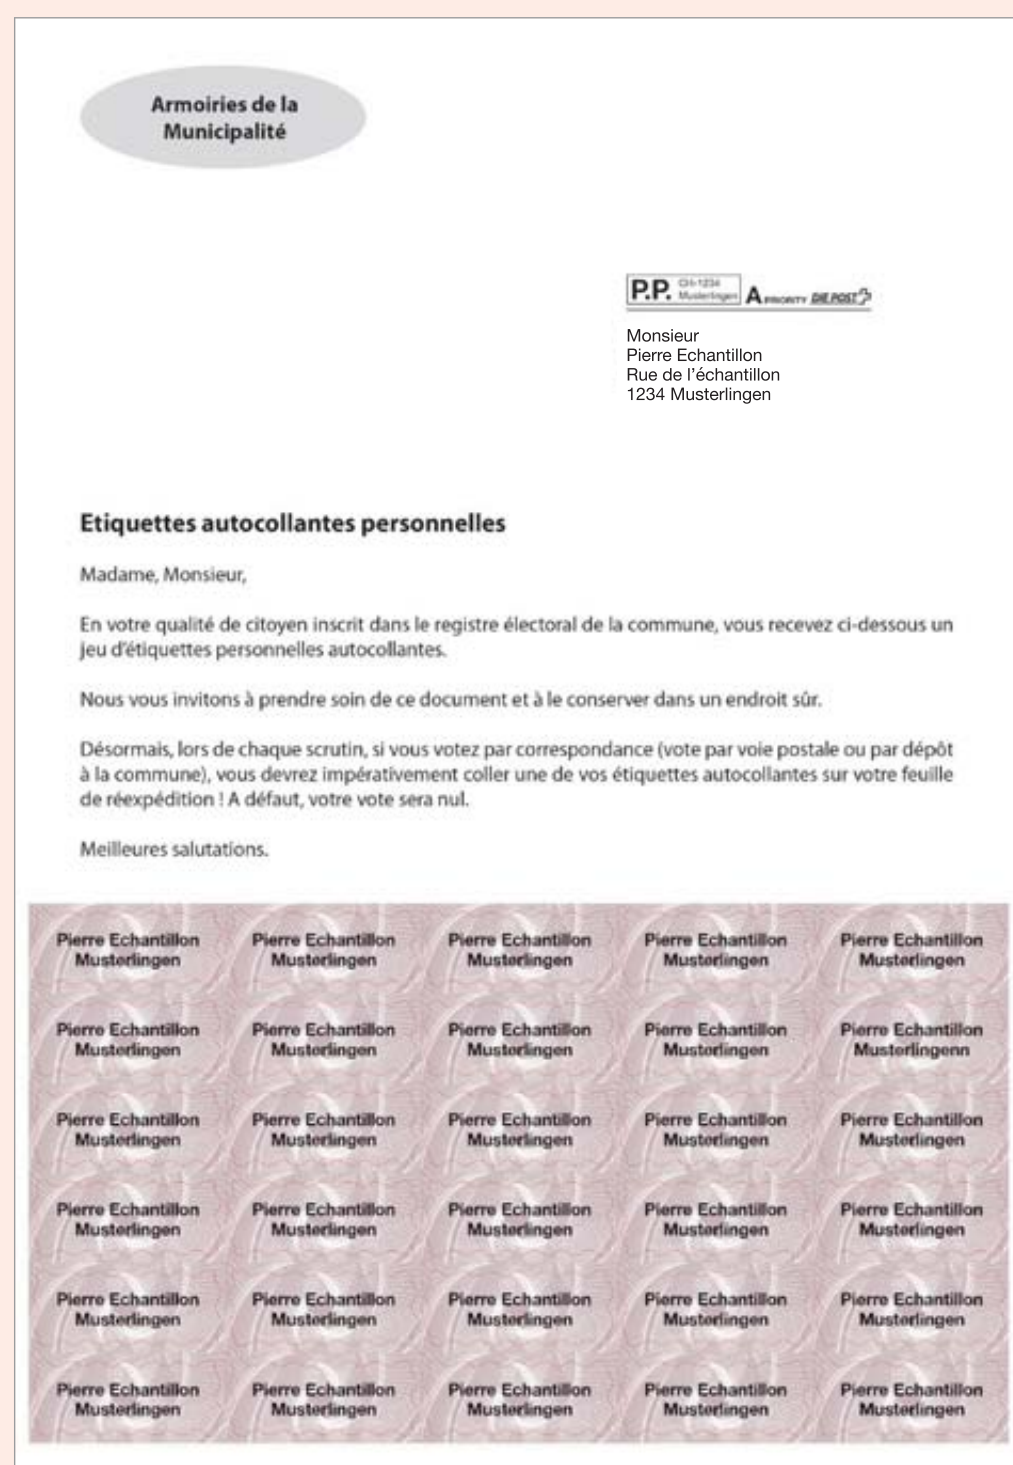 Armoiries de la
Municipalité
P.P. CH-1234
Musterlingen A PRIORITY DIE POST
Monsieur
Pierre Echantillon
Rue de l'échantillon
1234 Musterlingen
Etiquettes autocollantes personnelles
Madame, Monsieur,
En votre qualité de citoyen inscrit dans le registre électoral de la commune, vous recevez ci-dessous un
jeu d'étiquettes personnelles autocollantes.
Nous vous invitons à prendre soin de ce document et à le conserver dans un endroit sûr.
Désormais, lors de chaque scrutin, si vous votez par correspondance (vote par voie postale ou par dépôt
à la commune), vous devrez impérativement coller une de vos étiquettes autocollantes sur votre feuille
de réexpédition ! A défaut, votre vote sera nul.
Meilleures salutations.
Pierre Echantillon Pierre Echantillon Pierre Echantillon Pierre Echantillon Pierre Echantillon
Musterlingen Musterlingen Musterlingen Musterlingen Musterlingen
Pierre Echantillon Pierre Echantillon Pierre Echantillon Pierre Echantillon Pierre Echantillon
Musterlingen Musterlingen Musterlingen Musterlingen Musterlingenn
Pierre Echantillon Pierre Echantillon Pierre Echantillon Pierre Echantillon Pierre Echantillon
Musterlingen Musterlingen Musterlingen Musterlingen Musterlingen
Pierre Echantillon Pierre Echantillon Pierre Echantillon Pierre Echantillon Pierre Echantillon
Musterlingen Musterlingen Musterlingen Musterlingen Musterlingen
Pierre Echantillon Pierre Echantillon Pierre Echantillon Pierre Echantillon Pierre Echantillon
Musterlingen Musterlingen Musterlingen Musterlingen Musterlingen
Pierre Echantillon Pierre Echantillon Pierre Echantillon Pierre Echantillon Pierre Echantillon
Musterlingen Musterlingen Musterlingen Musterlingen Musterlingen